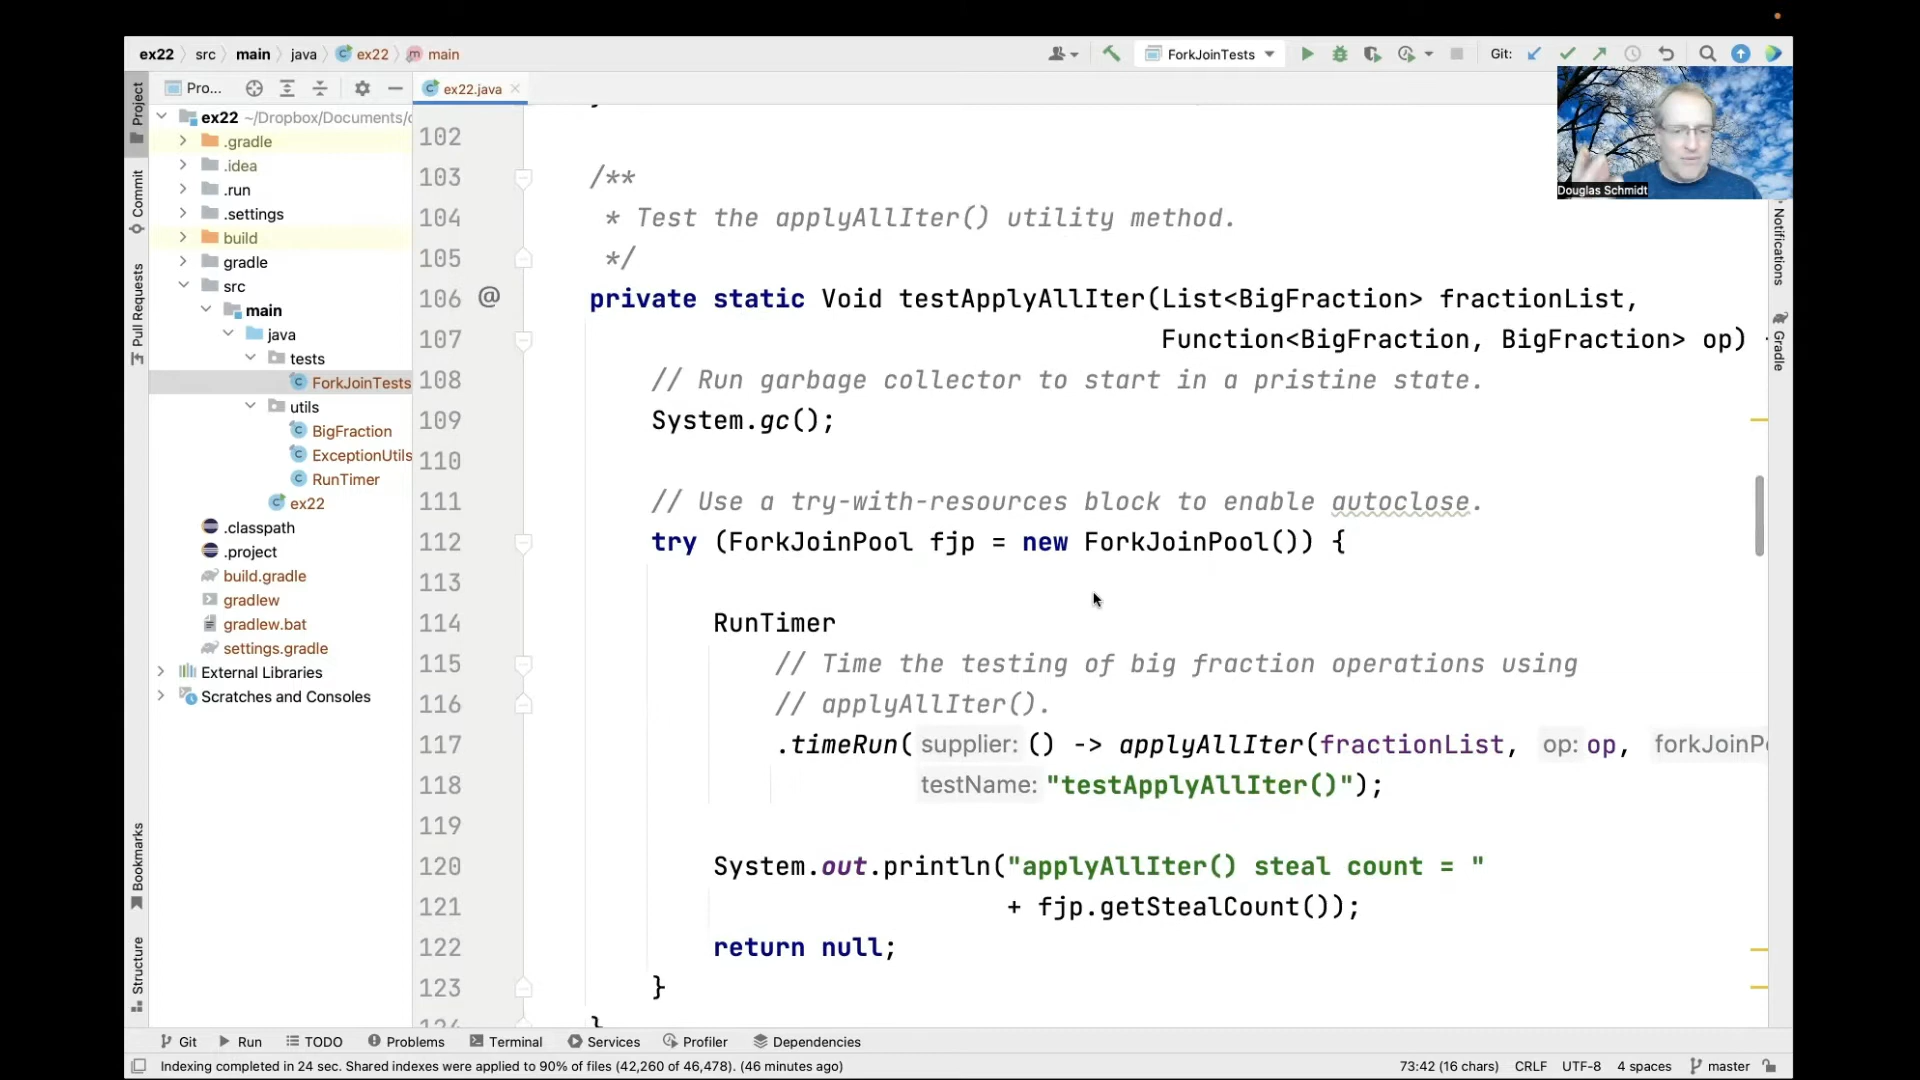 ex22 src main java ex22 main
ForkJoinTests
Git:
Pro...
ex22.java
Project
Commit
Pull Requests
Bookmarks
Structure
ex22 ~/Dropbox/Documents/
.gradle
.idea
.run
.settings
build
gradle
src
main
java
tests
ForkJoinTests
utils
BigFraction
ExceptionUtils
RunTimer
ex22
.classpath
.project
build.gradle
gradlew
gradlew.bat
settings.gradle
External Libraries
Scratches and Consoles
102
103 /**
104 * Test the applyAllIter() utility method.
105 */
106 @ private static Void testApplyAllIter(List<BigFraction> fractionList,
107 Function<BigFraction, BigFraction> op)
108 // Run garbage collector to start in a pristine state.
109 System.gc();
110
111 // Use a try-with-resources block to enable autoclose.
112 try (ForkJoinPool fjp = new ForkJoinPool()) {
113
114 RunTimer
115 // Time the testing of big fraction operations using
116 // applyAllIter().
117 .timeRun( supplier: () -> applyAllIter(fractionList, op: op, forkJoinP
118 testName: "testApplyAllIter()");
119
120 System.out.println("applyAllIter() steal count = "
121 + fjp.getStealCount());
122 return null;
123 }
Douglas Schmidt
Notifications
Gradle
Git Run TODO Problems Terminal Services Profiler Dependencies
Indexing completed in 24 sec. Shared indexes were applied to 90% of files (42,260 of 46,478). (46 minutes ago)
73:42 (16 chars) CRLF UTF-8 4 spaces master